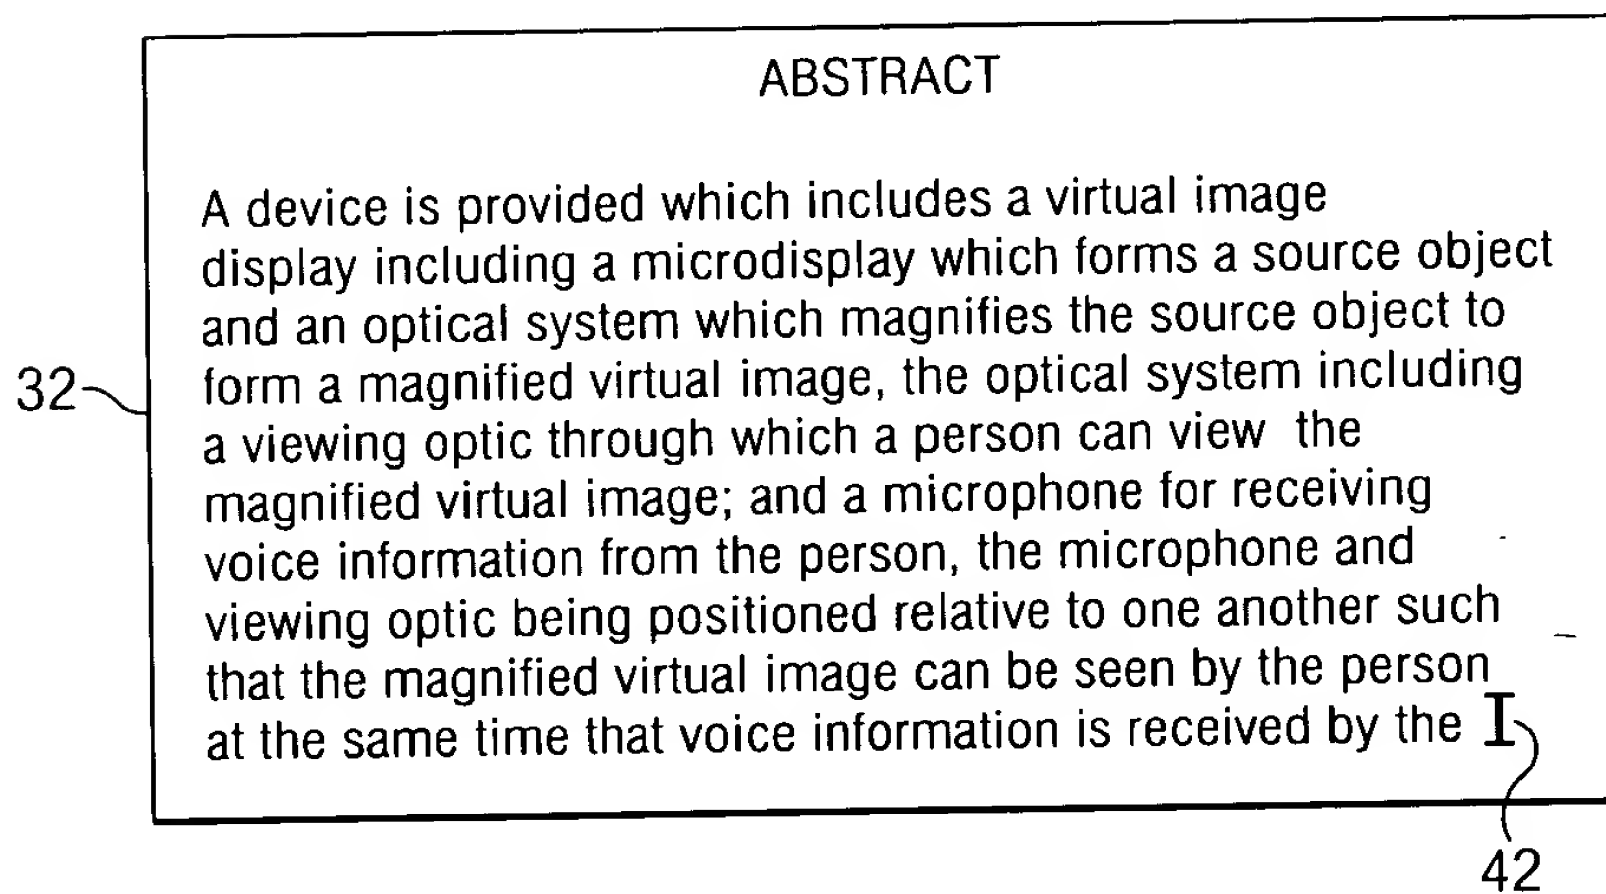 ABSTRACT
A device is provided which includes a virtual image
display including a microdisplay which forms a source object
and an optical system which magnifies the source object to
32
form a magnified virtual image, the optical system including
a viewing optic through which a person can view the
magnified virtual image; and a microphone for receiving
voice information from the person, the microphone and
viewing optic being positioned relative to one another such
that the magnified virtual image can be seen by the person
at the same time that voice information is received by the I
42